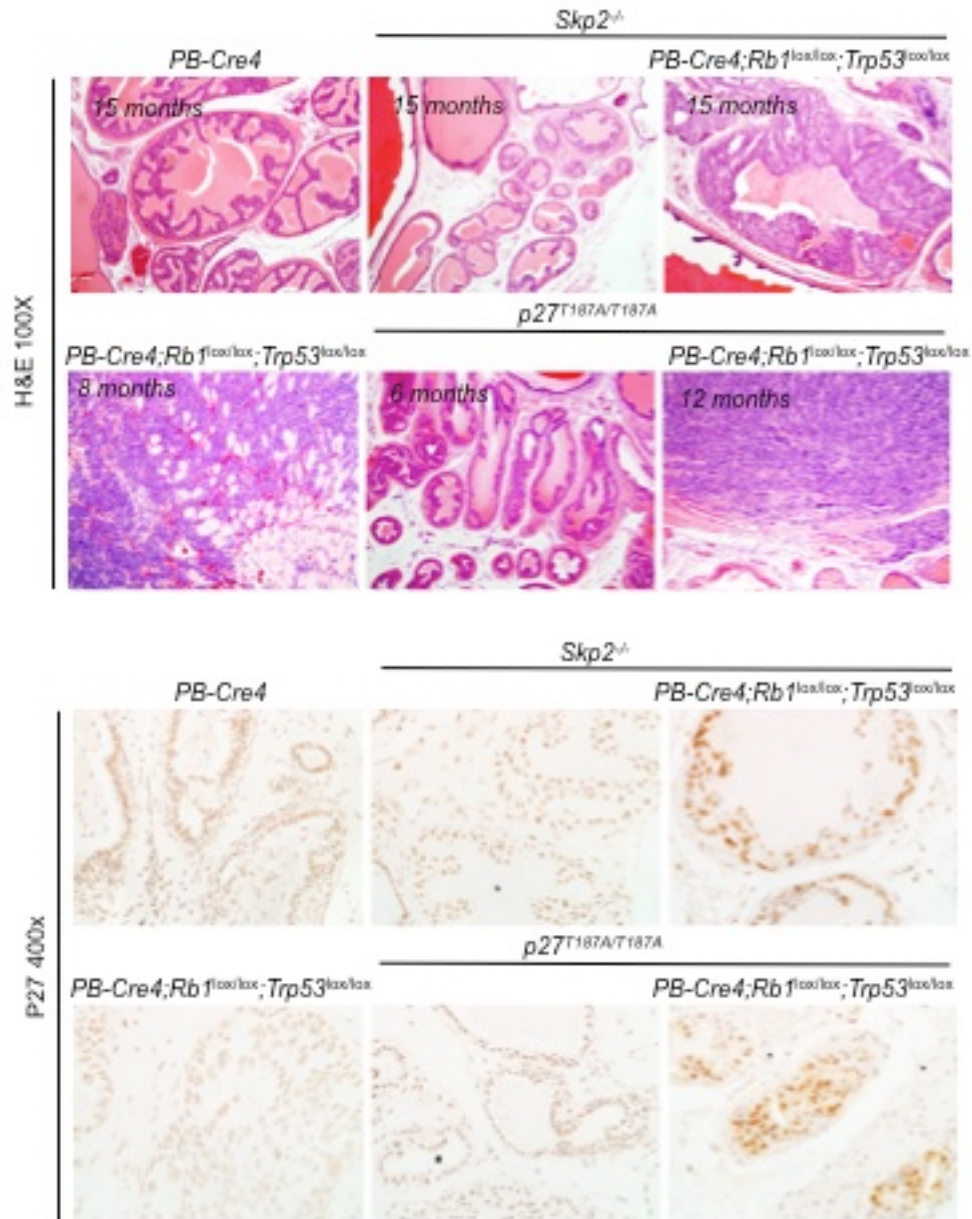 Skp2-/-
PB-Cre4 PB-Cre4;Rb1lox/lox;Trp53lox/lox
15 months 15 months 15 months
H&E 100X
p27T187A/T187A
PB-Cre4;Rb1lox/lox;Trp53lox/lox PB-Cre4;Rb1lox/lox;Trp53lox/lox
8 months 6 months 12 months
Skp2-/-
PB-Cre4 PB-Cre4;Rb1lox/lox;Trp53lox/lox
P27 400x
p27T187A/T187A
PB-Cre4;Rb1lox/lox;Trp53lox/lox PB-Cre4;Rb1lox/lox;Trp53lox/lox